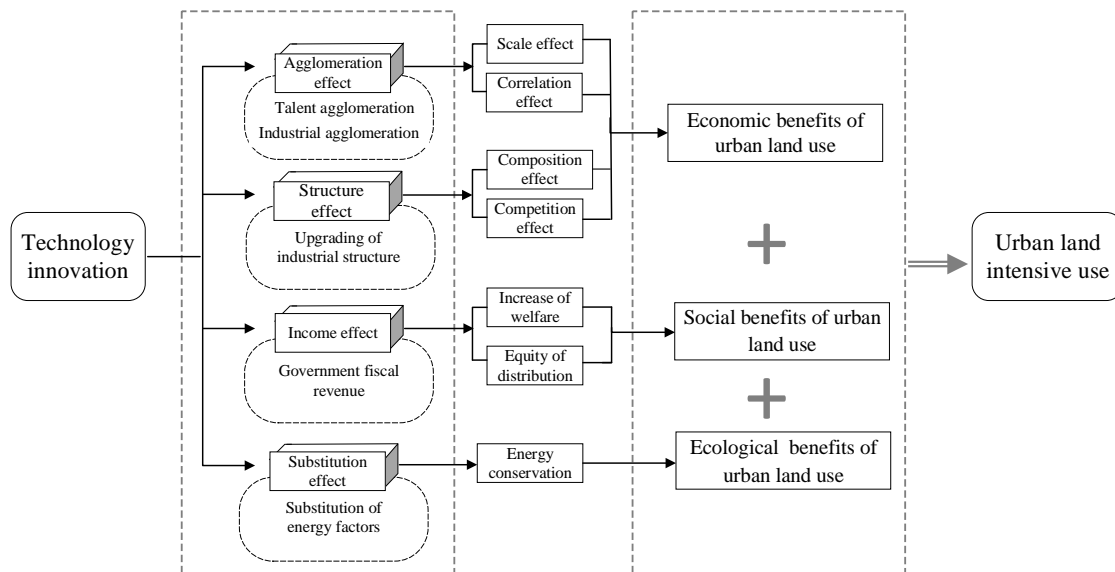 Technology
innovation
Agglomeration
effect
Talent agglomeration
Industrial agglomeration
Structure
effect
Upgrading of
industrial structure
Income effect
Government fiscal
revenue
Substitution
effect
Substitution of
energy factors
Scale effect
Correlation
effect
Composition
effect
Competition
effect
Increase of
welfare
Equity of
distribution
Energy
conservation
Economic benefits of
urban land use
+
Social benefits of urban
land use
+
Ecological benefits of
urban land use
Urban land
intensive use